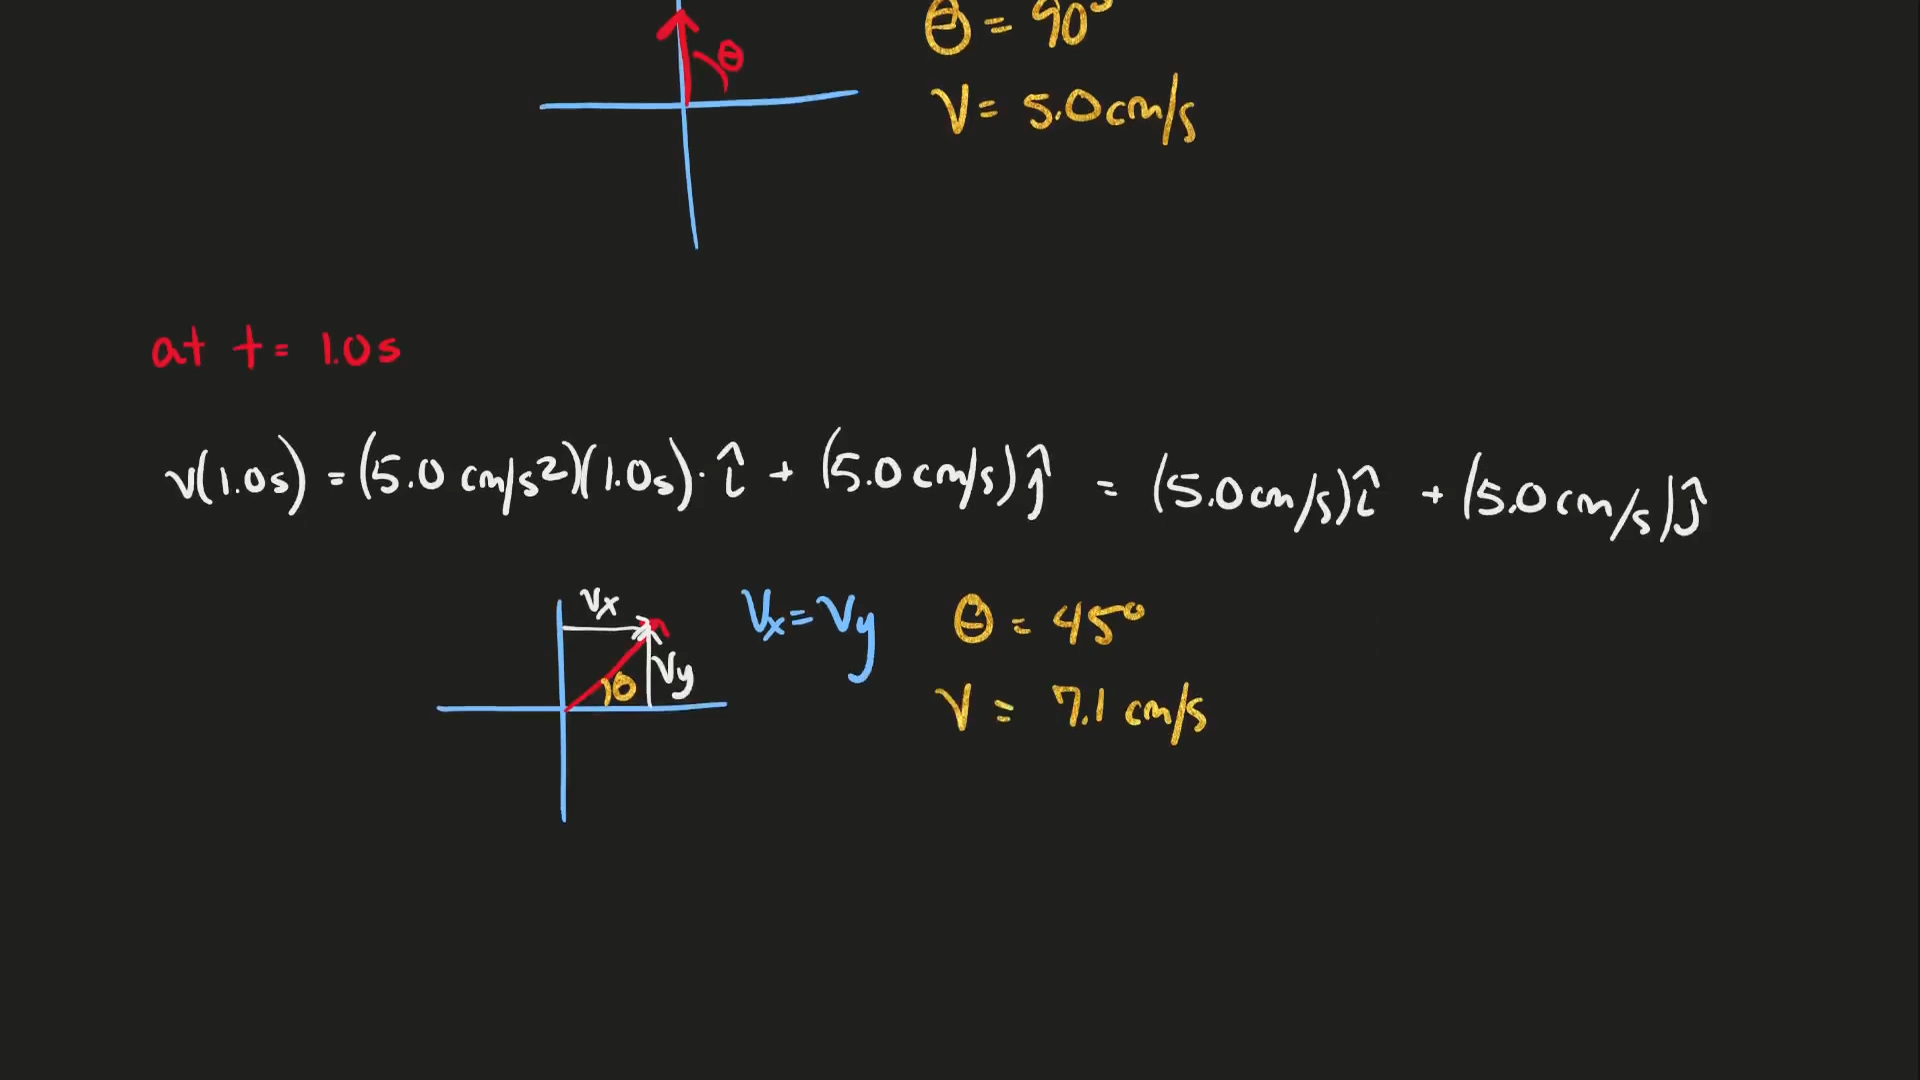 θ = 90°
θ
V = 5.0 cm/s
at t = 1.0s
v(1.0s) = (5.0 cm/s²)(1.0s)·î + (5.0 cm/s)ĵ = (5.0 cm/s)î + (5.0 cm/s)ĵ
Vx
Vx = Vy
θ = 45°
Vy
θ
V = 7.1 cm/s